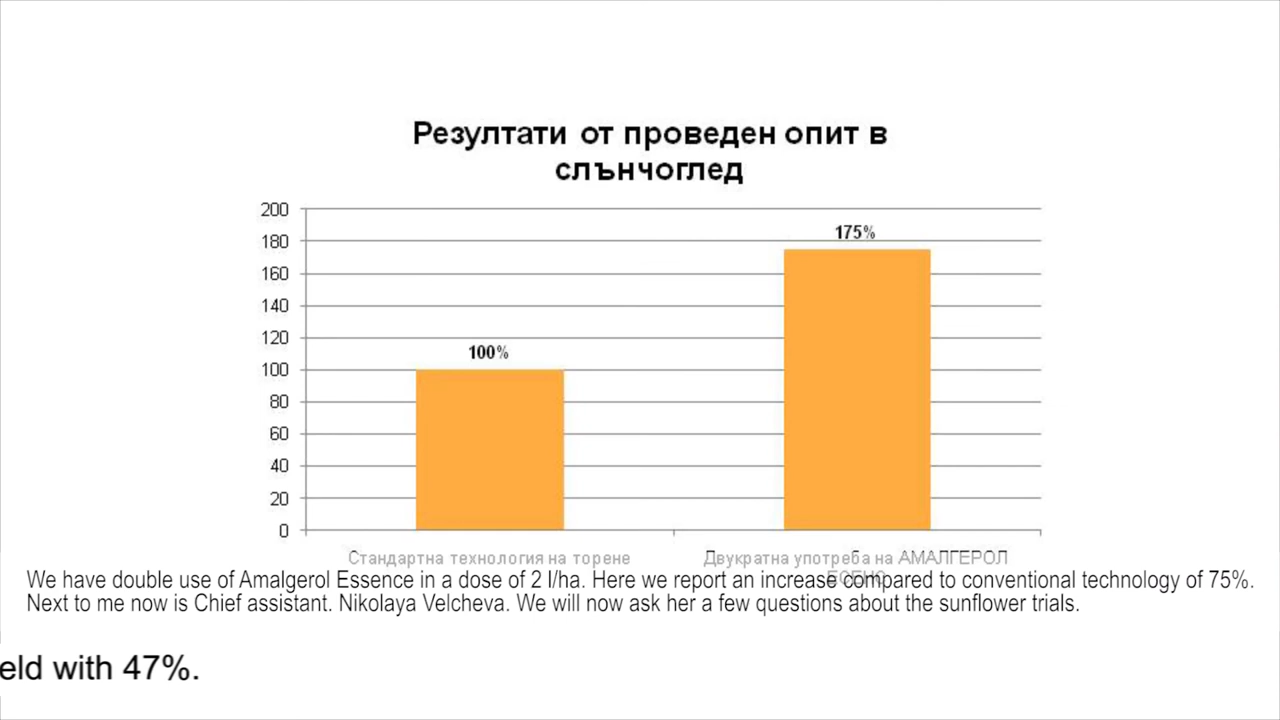 Резултати от проведен опит в
слънчоглед
200
180
160
140
120
100
80
60
40
20
0
100%
175%
Стандартна технология на торене
Двукратна употреба на АМАЛГЕРОЛ
ЕСЕНС
We have double use of Amalgerol Essence in a dose of 2 l/ha. Here we report an increase compared to conventional technology of 75%.
Next to me now is Chief assistant. Nikolaya Velcheva. We will now ask her a few questions about the sunflower trials.
eld with 47%.